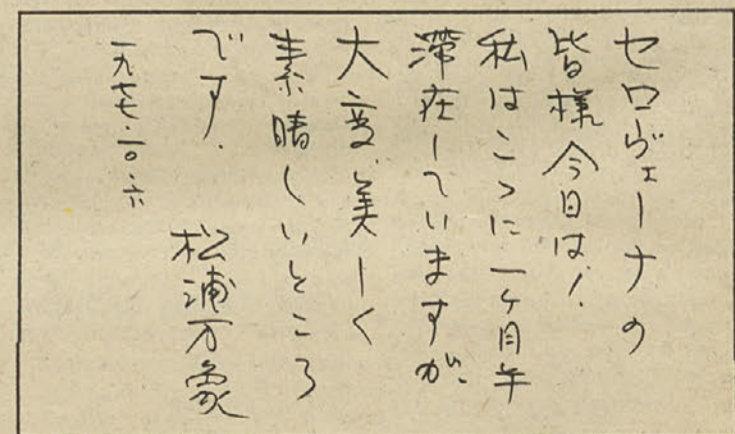 セロヴェーナの
皆様今日は！
私はここに一ヶ月半
滞在していますが、
大変美しく
素晴しいところ
です.
松浦万象
一九七七.一〇.六